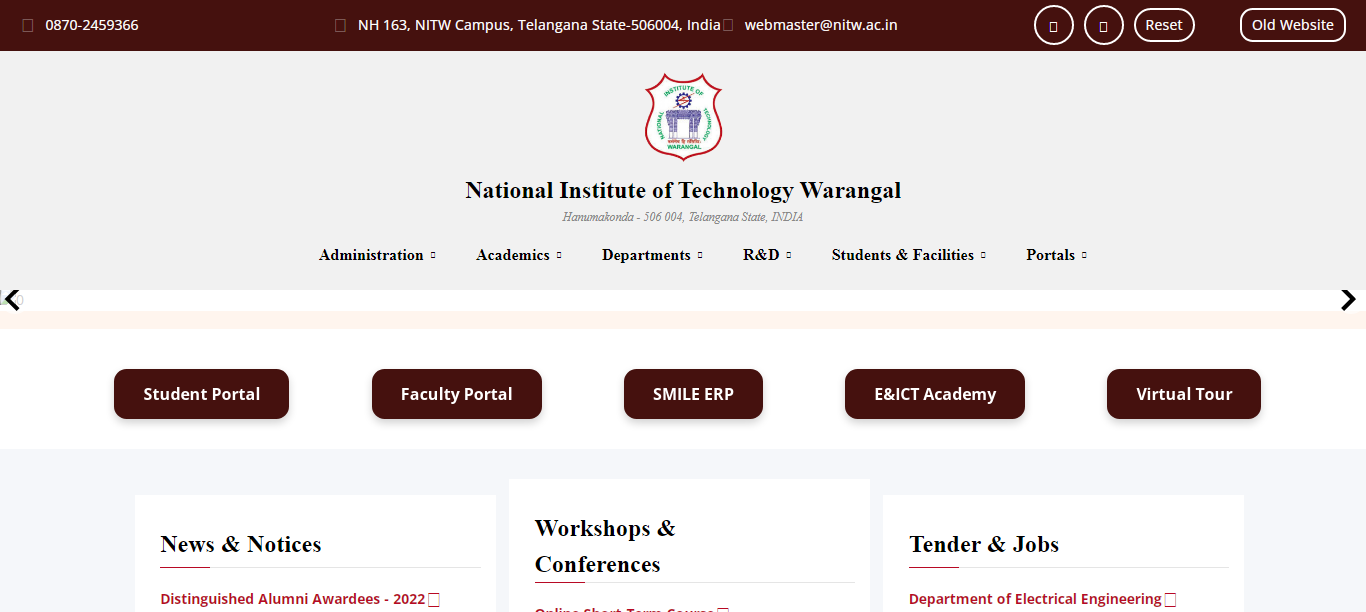 0870-2459366
NH 163, NITW Campus, Telangana State-506004, India
webmaster@nitw.ac.in
Reset
Old Website
INSTITUTE OF
NATIONAL
TECHNOLOGY
WARANGAL
National Institute of Technology Warangal
Hanumakonda - 506 004, Telangana State, INDIA
Administration
Academics
Departments
R&D
Students & Facilities
Portals
Student Portal
Faculty Portal
SMILE ERP
E&ICT Academy
Virtual Tour
News & Notices
Distinguished Alumni Awardees - 2022
Workshops &
Conferences
Online Short Term Course
Tender & Jobs
Department of Electrical Engineering